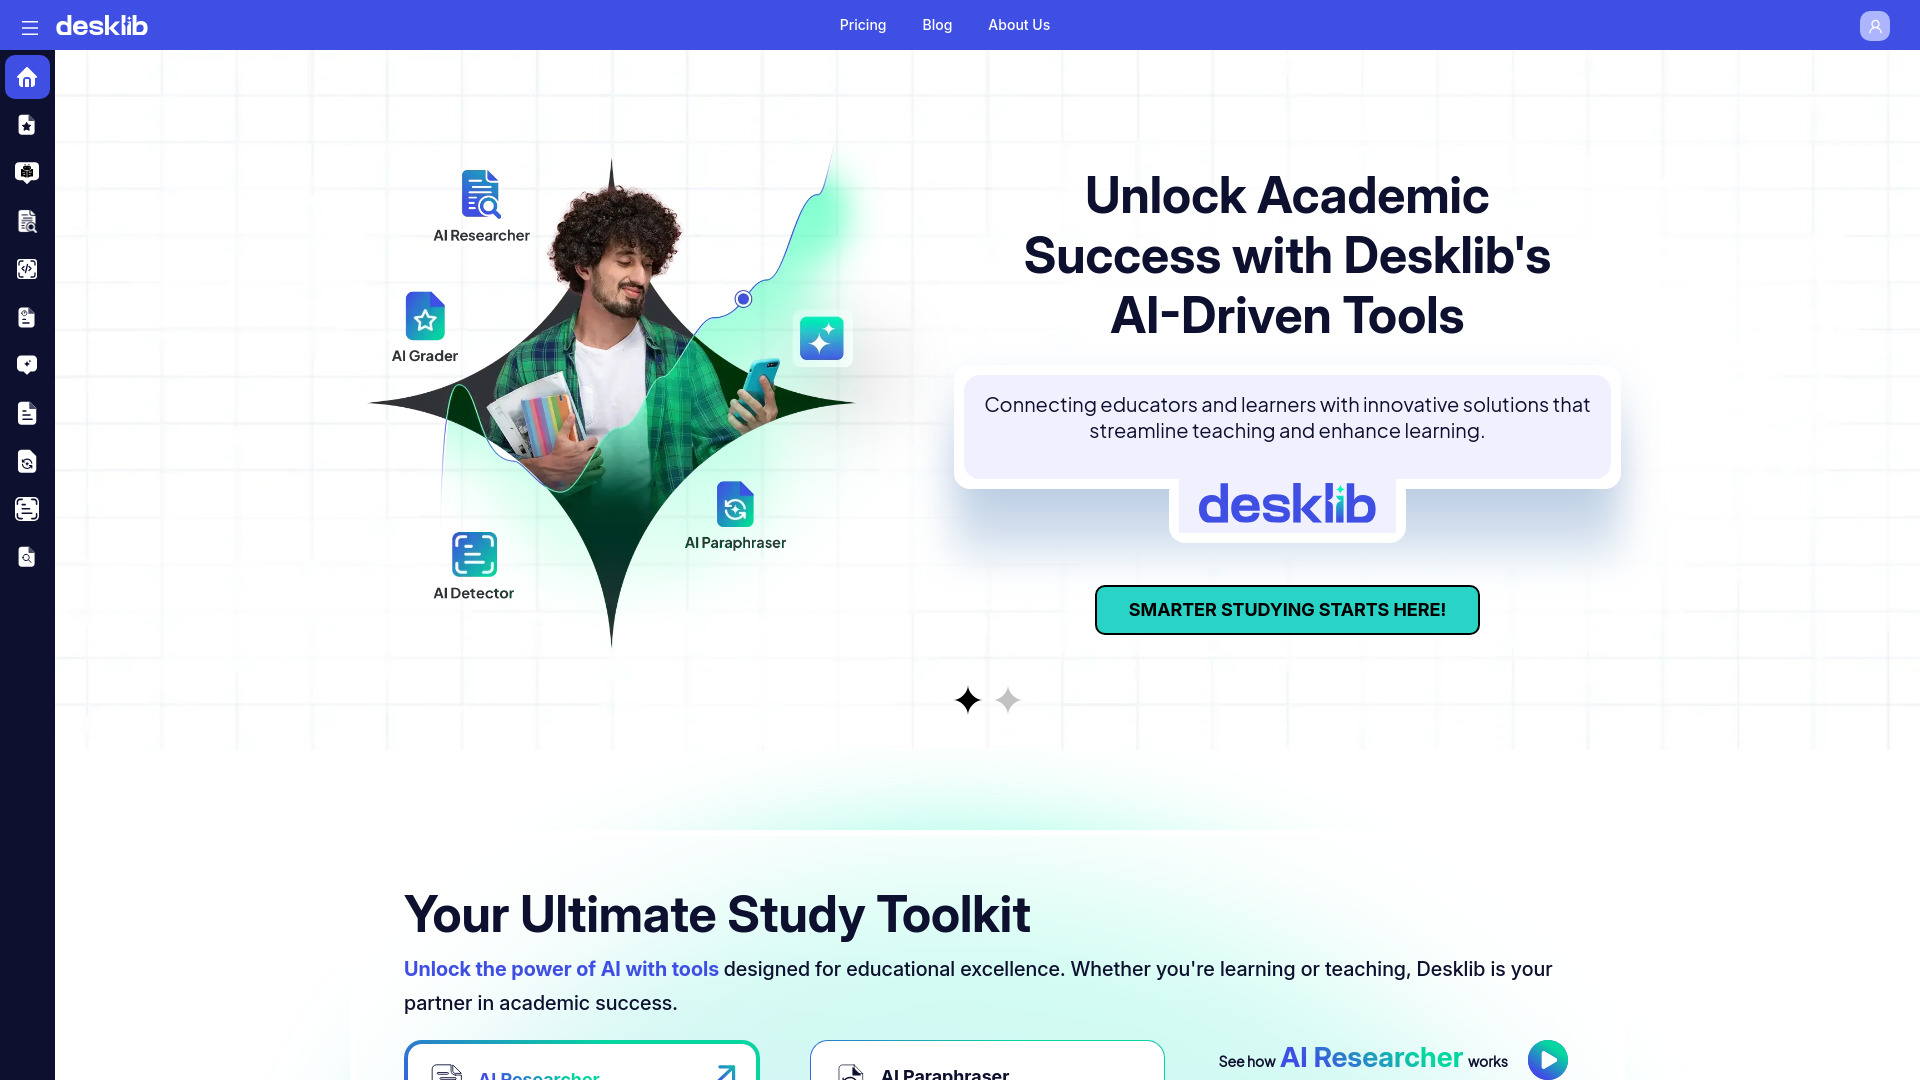 desklib
Pricing
Blog
About Us
AI Researcher
AI Grader
AI Detector
AI Paraphraser
Unlock Academic
Success with Desklib's
AI-Driven Tools
Connecting educators and learners with innovative solutions that
streamline teaching and enhance learning.
desklib
SMARTER STUDYING STARTS HERE!
Your Ultimate Study Toolkit
Unlock the power of AI with tools designed for educational excellence. Whether you're learning or teaching, Desklib is your
partner in academic success.
AI Researcher
AI Paraphraser
See how AI Researcher works